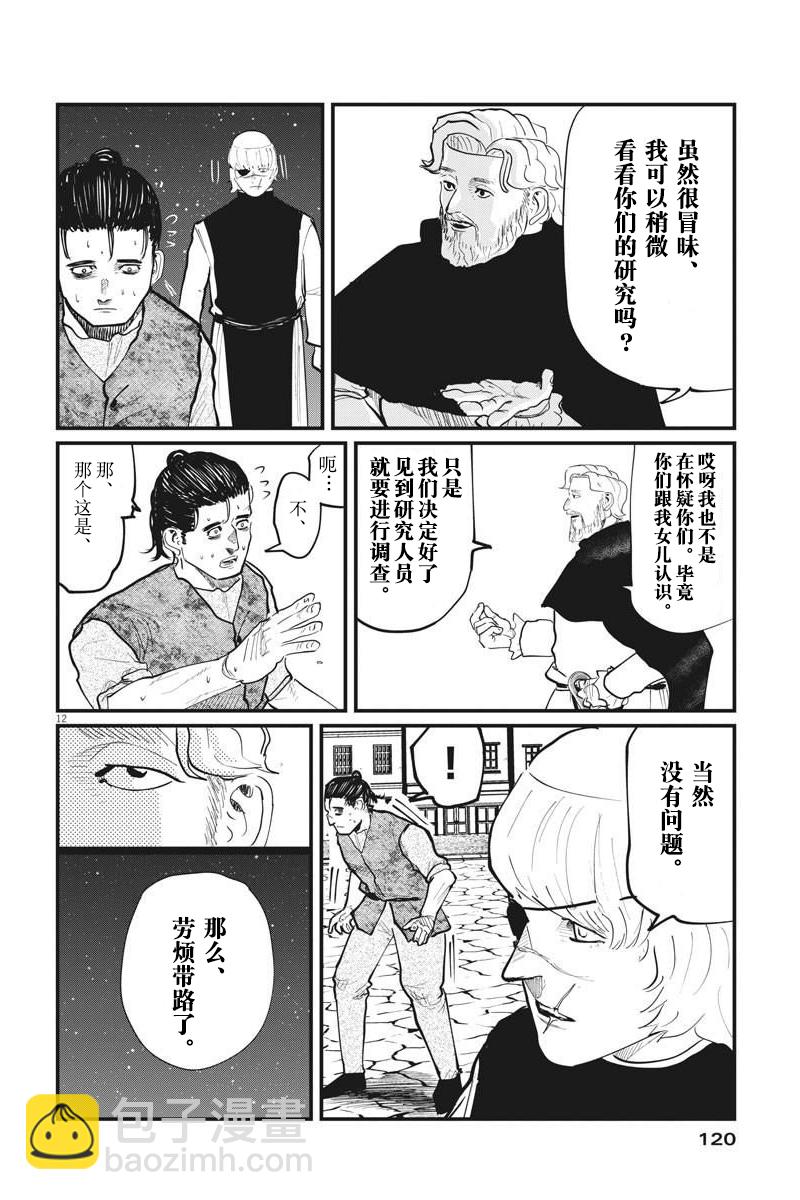 虽然很冒昧、
我可以稍微
看看你们的研究吗？
哎呀我也不是
在怀疑你们。毕竟
你们跟我女儿认识。
只是
我们决定好了
见到研究人员
就要进行调查。
呃…
不、
那、
那个这是、
12
当然
没有问题。
！
那么、
劳烦带路了。
包子漫畫
baozimh.com
120